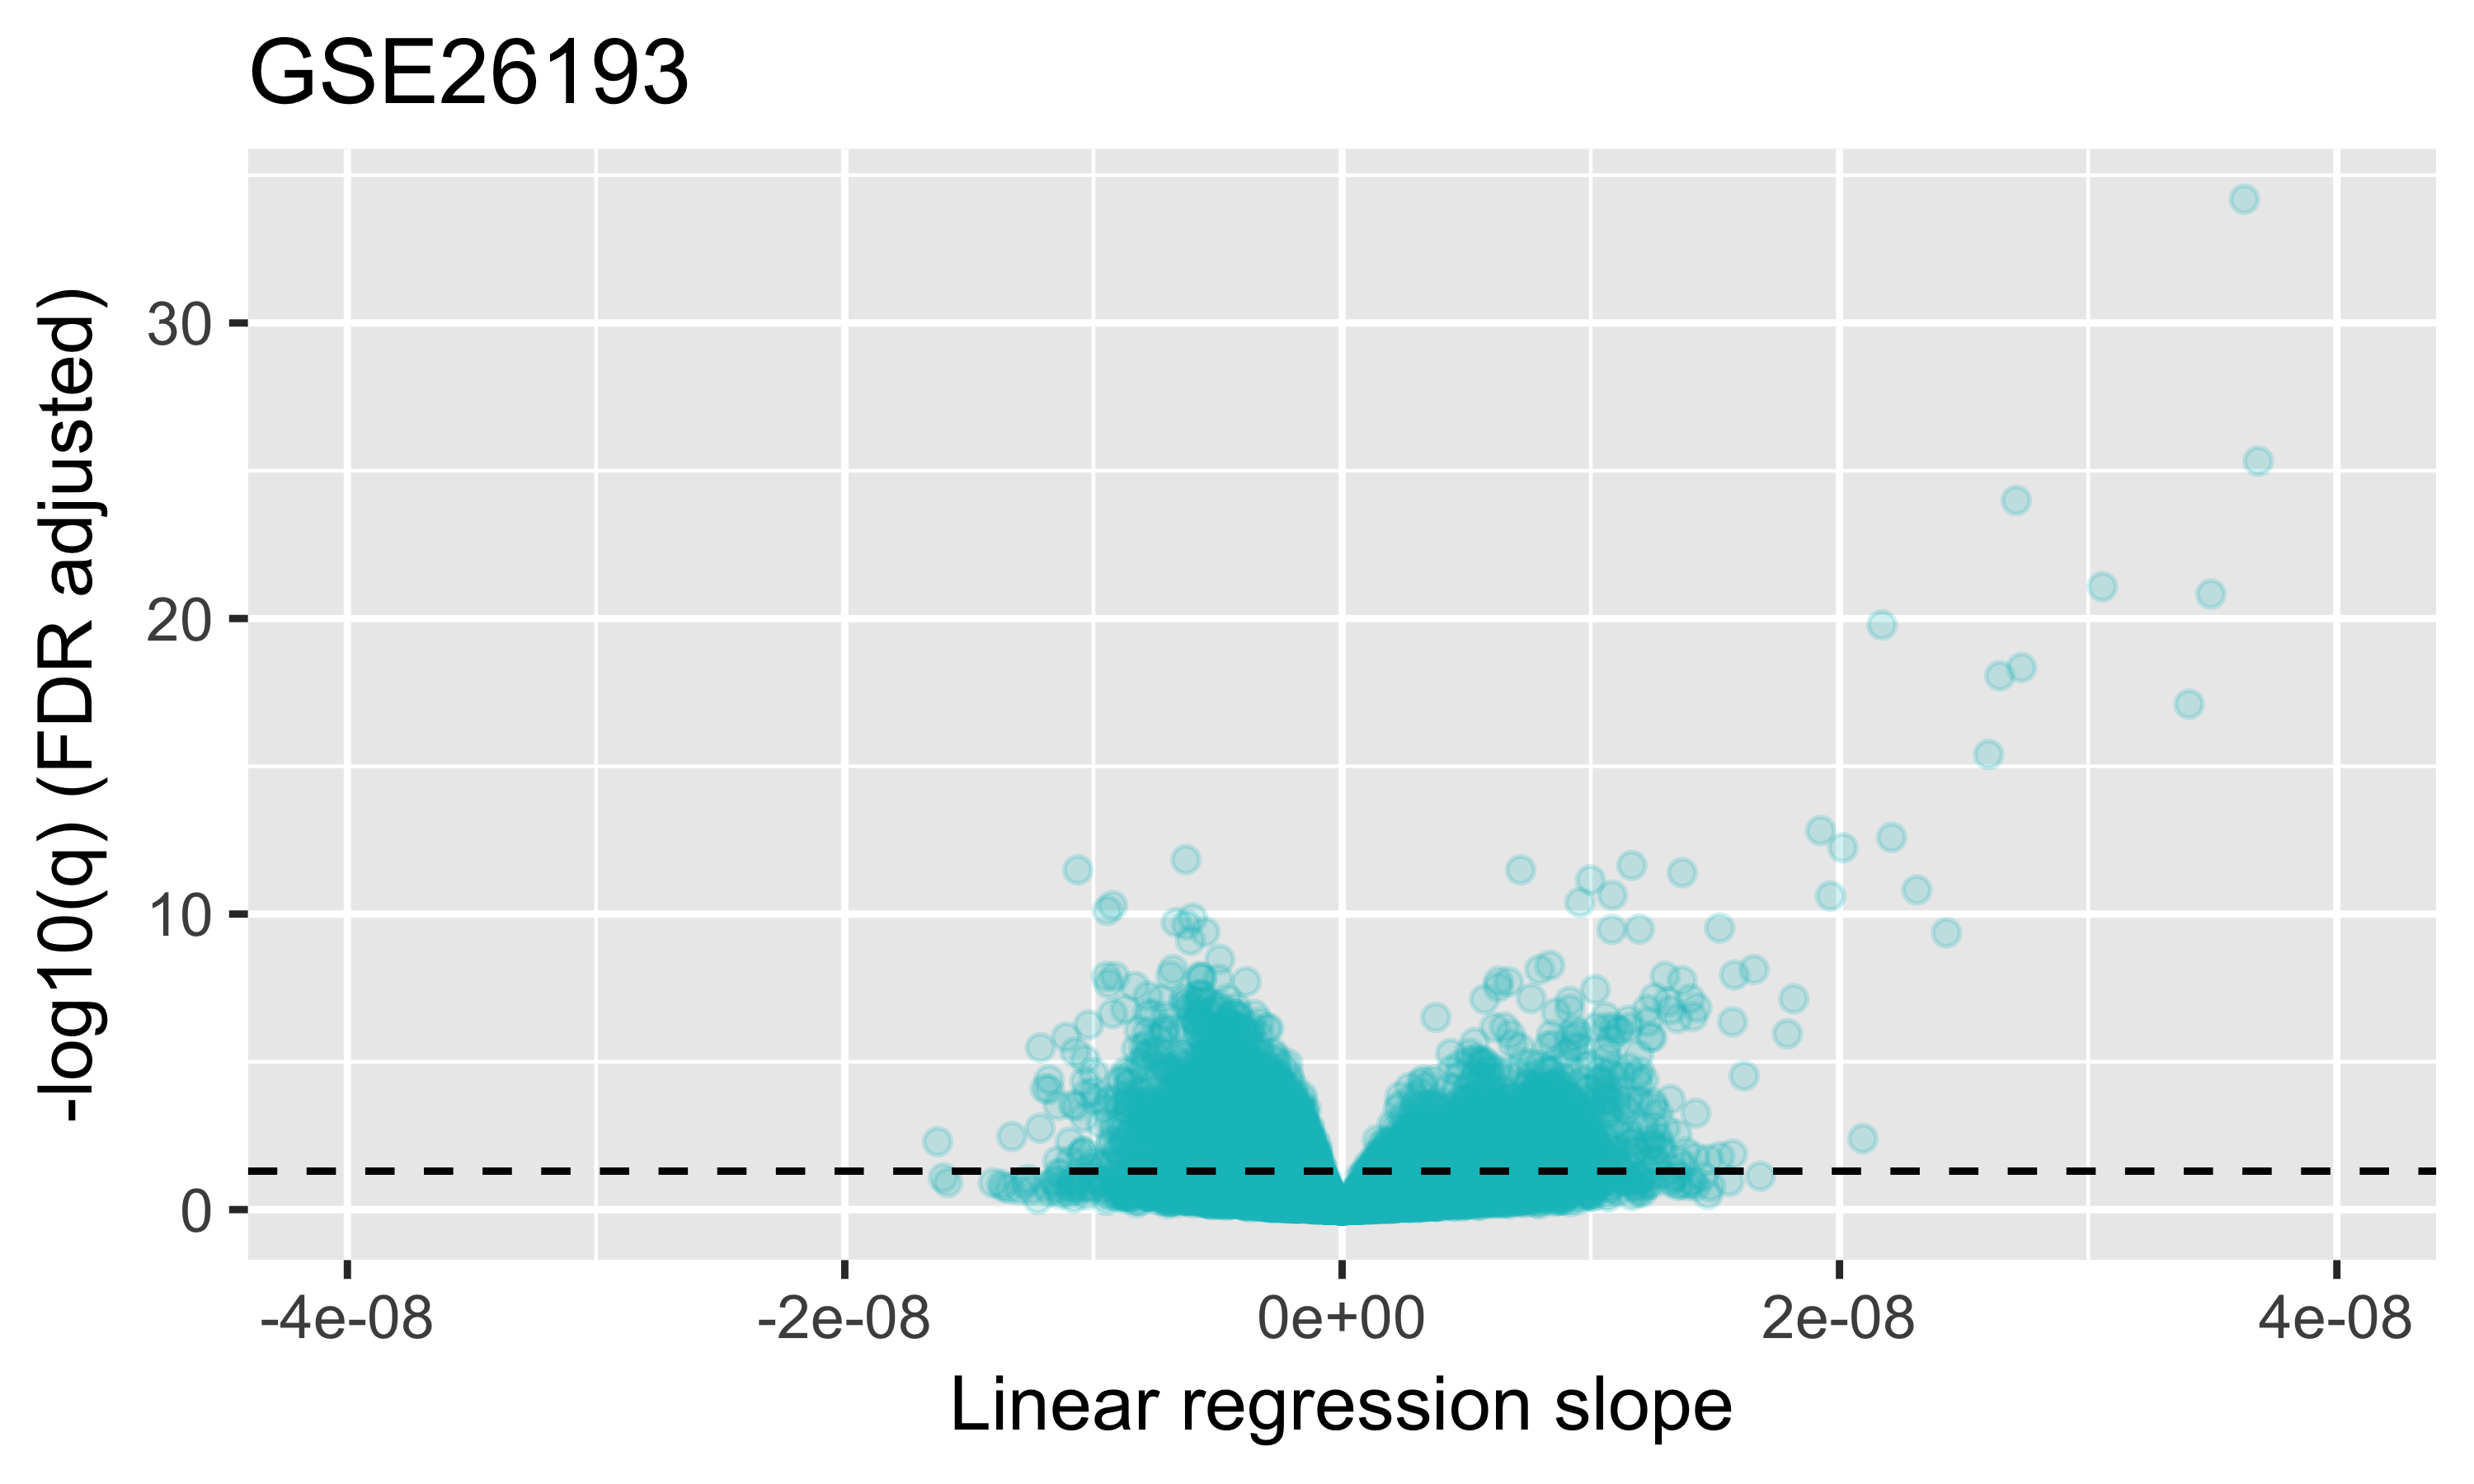 GSE26193
-log10(q) (FDR adjusted)
30
20
10
0
-4e-08
-2e-08
0e+00
2e-08
4e-08
Linear regression slope